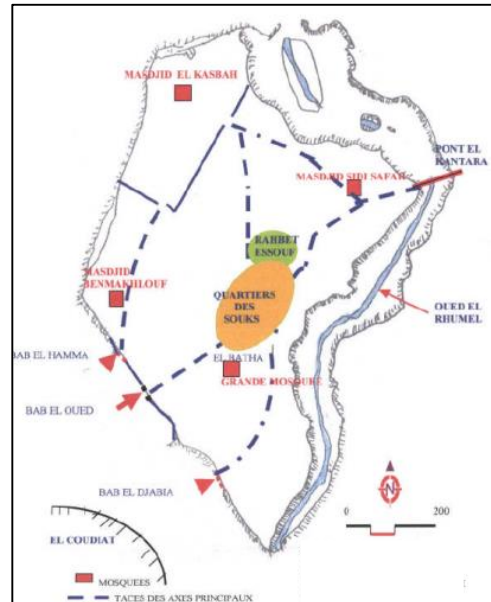 MASDJID EL KASBAH
PONT EL
KANTARA
MASDJID SIDI SAFAR
RAHBET
ESSOUF
MASDJID
BENMAKHLOUF
QUARTIERS
DES
SOUKS
OUED EL
RHUMEL
BAB EL HAMMA
EL BATHA
GRANDE MOSQUEE
BAB EL OUED
BAB EL DJABIA
N
0
200
EL COUDIAT
MOSQUEES
TACES DES AXES PRINCIPAUX